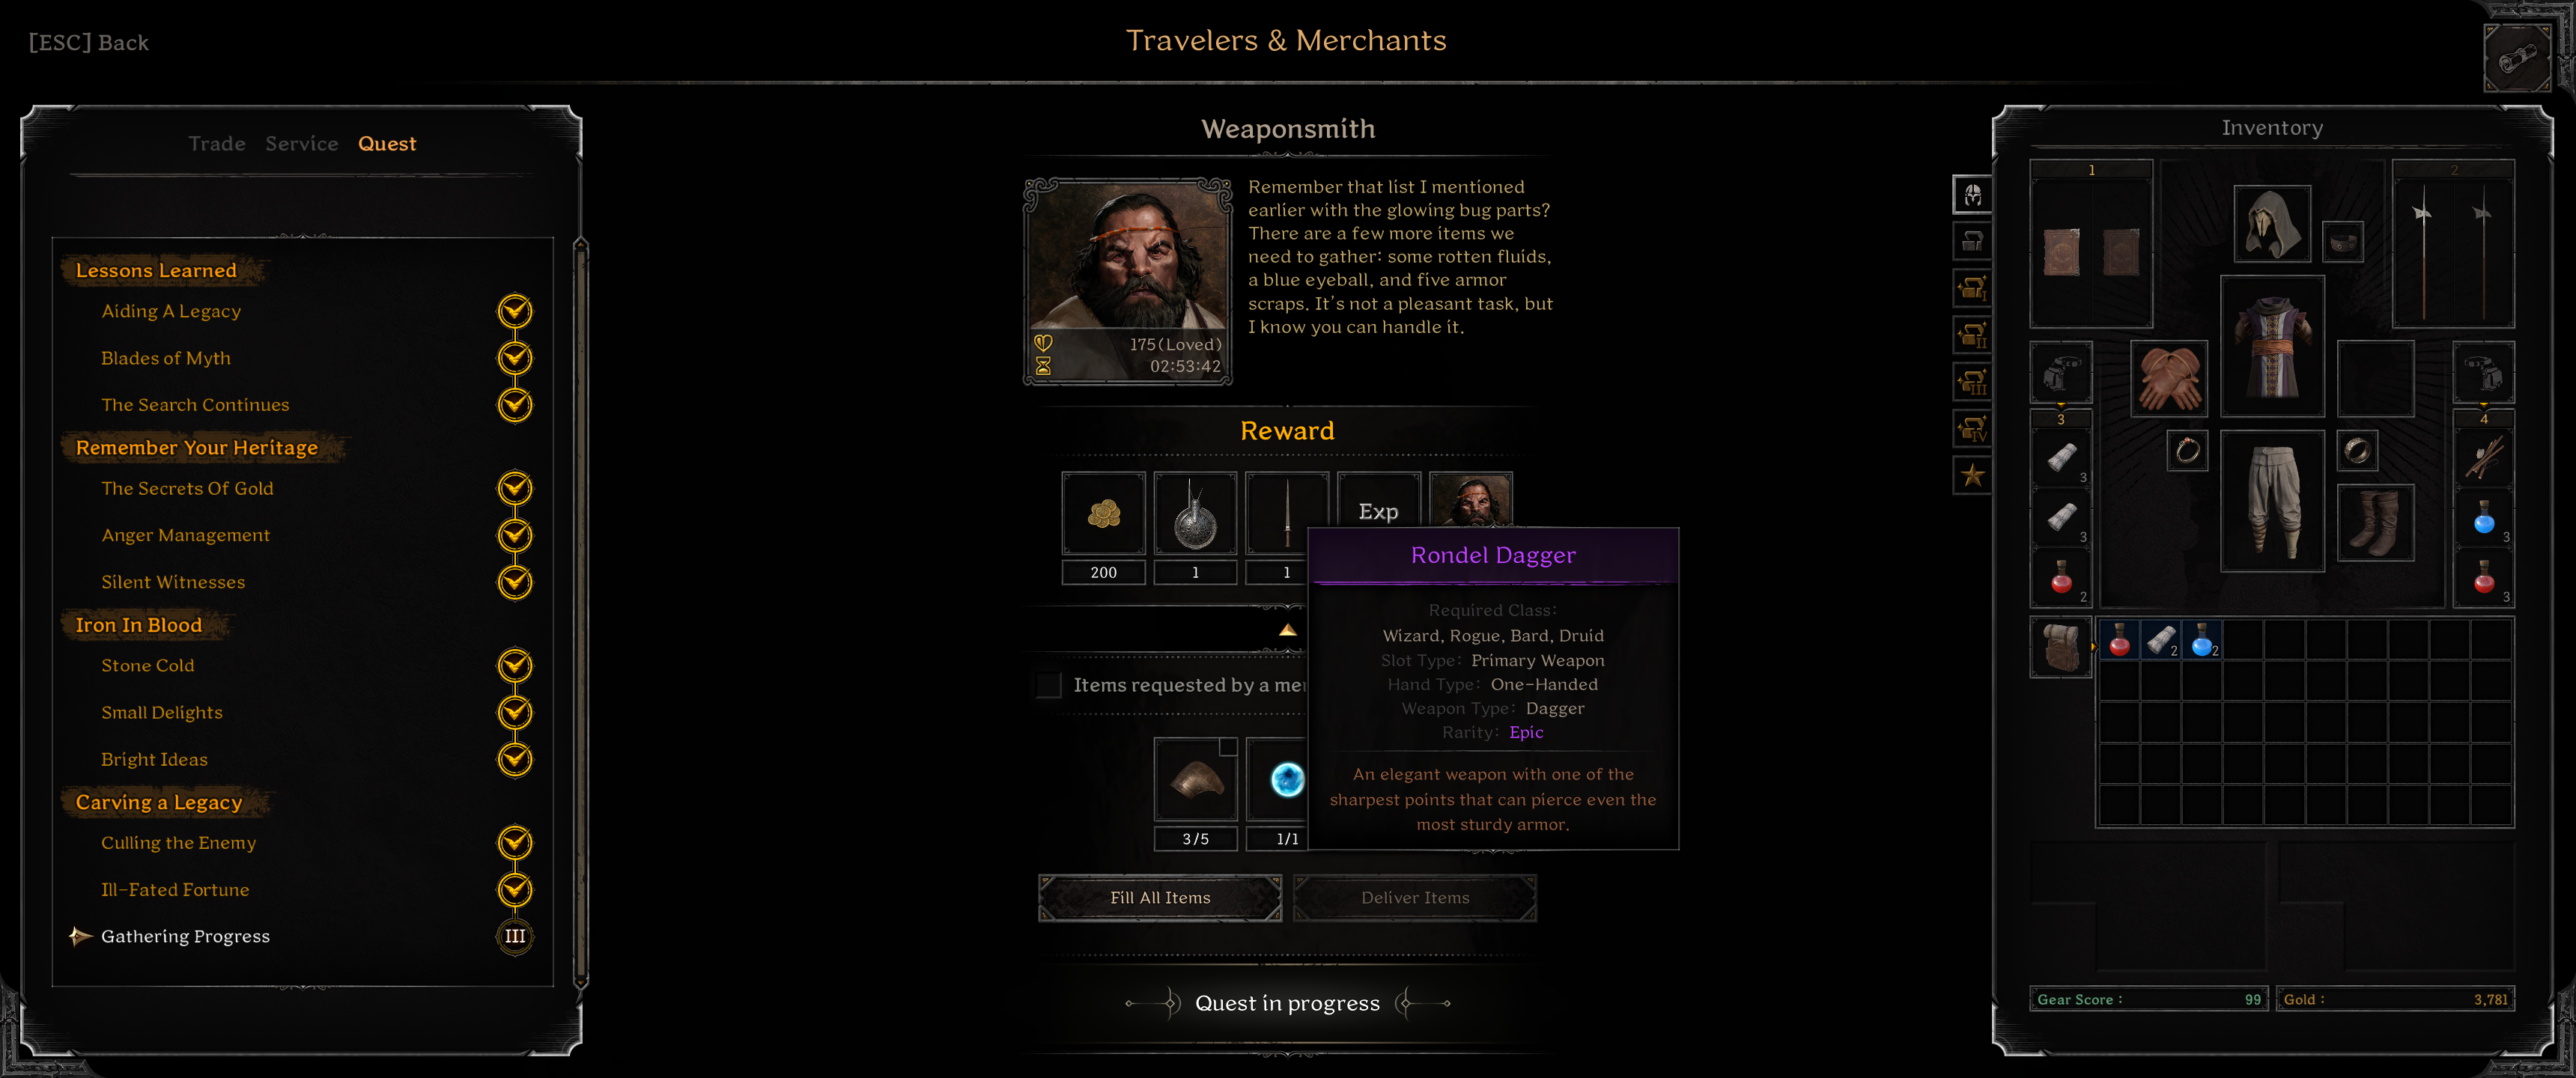 [ESC] Back
Travelers & Merchants
Trade Service Quest
Lessons Learned
Aiding A Legacy
Blades of Myth
The Search Continues
Remember Your Heritage
The Secrets Of Gold
Anger Management
Silent Witnesses
Iron In Blood
Stone Cold
Small Delights
Bright Ideas
Carving a Legacy
Culling the Enemy
Ill-Fated Fortune
Gathering Progress
III
Weaponsmith
Remember that list I mentioned
earlier with the glowing bug parts?
There are a few more items we
need to gather: some rotten fluids,
a blue eyeball, and five armor
scraps. It's not a pleasant task, but
I know you can handle it.
175(Loved)
02:53:42
Reward
Exp
200
1
1
Items requested by a
3/5
1/1
Rondel Dagger
Required Class:
Wizard, Rogue, Bard, Druid
Slot Type: Primary Weapon
Hand Type: One-Handed
Weapon Type: Dagger
Rarity: Epic
An elegant weapon with one of the
sharpest points that can pierce even the
most sturdy armor.
Fill All Items
Deliver Items
Quest in progress
Inventory
1
2
I
II
III
IV
3
4
3
3
2
3
3
2
2
Gear Score : 99
Gold : 3,781